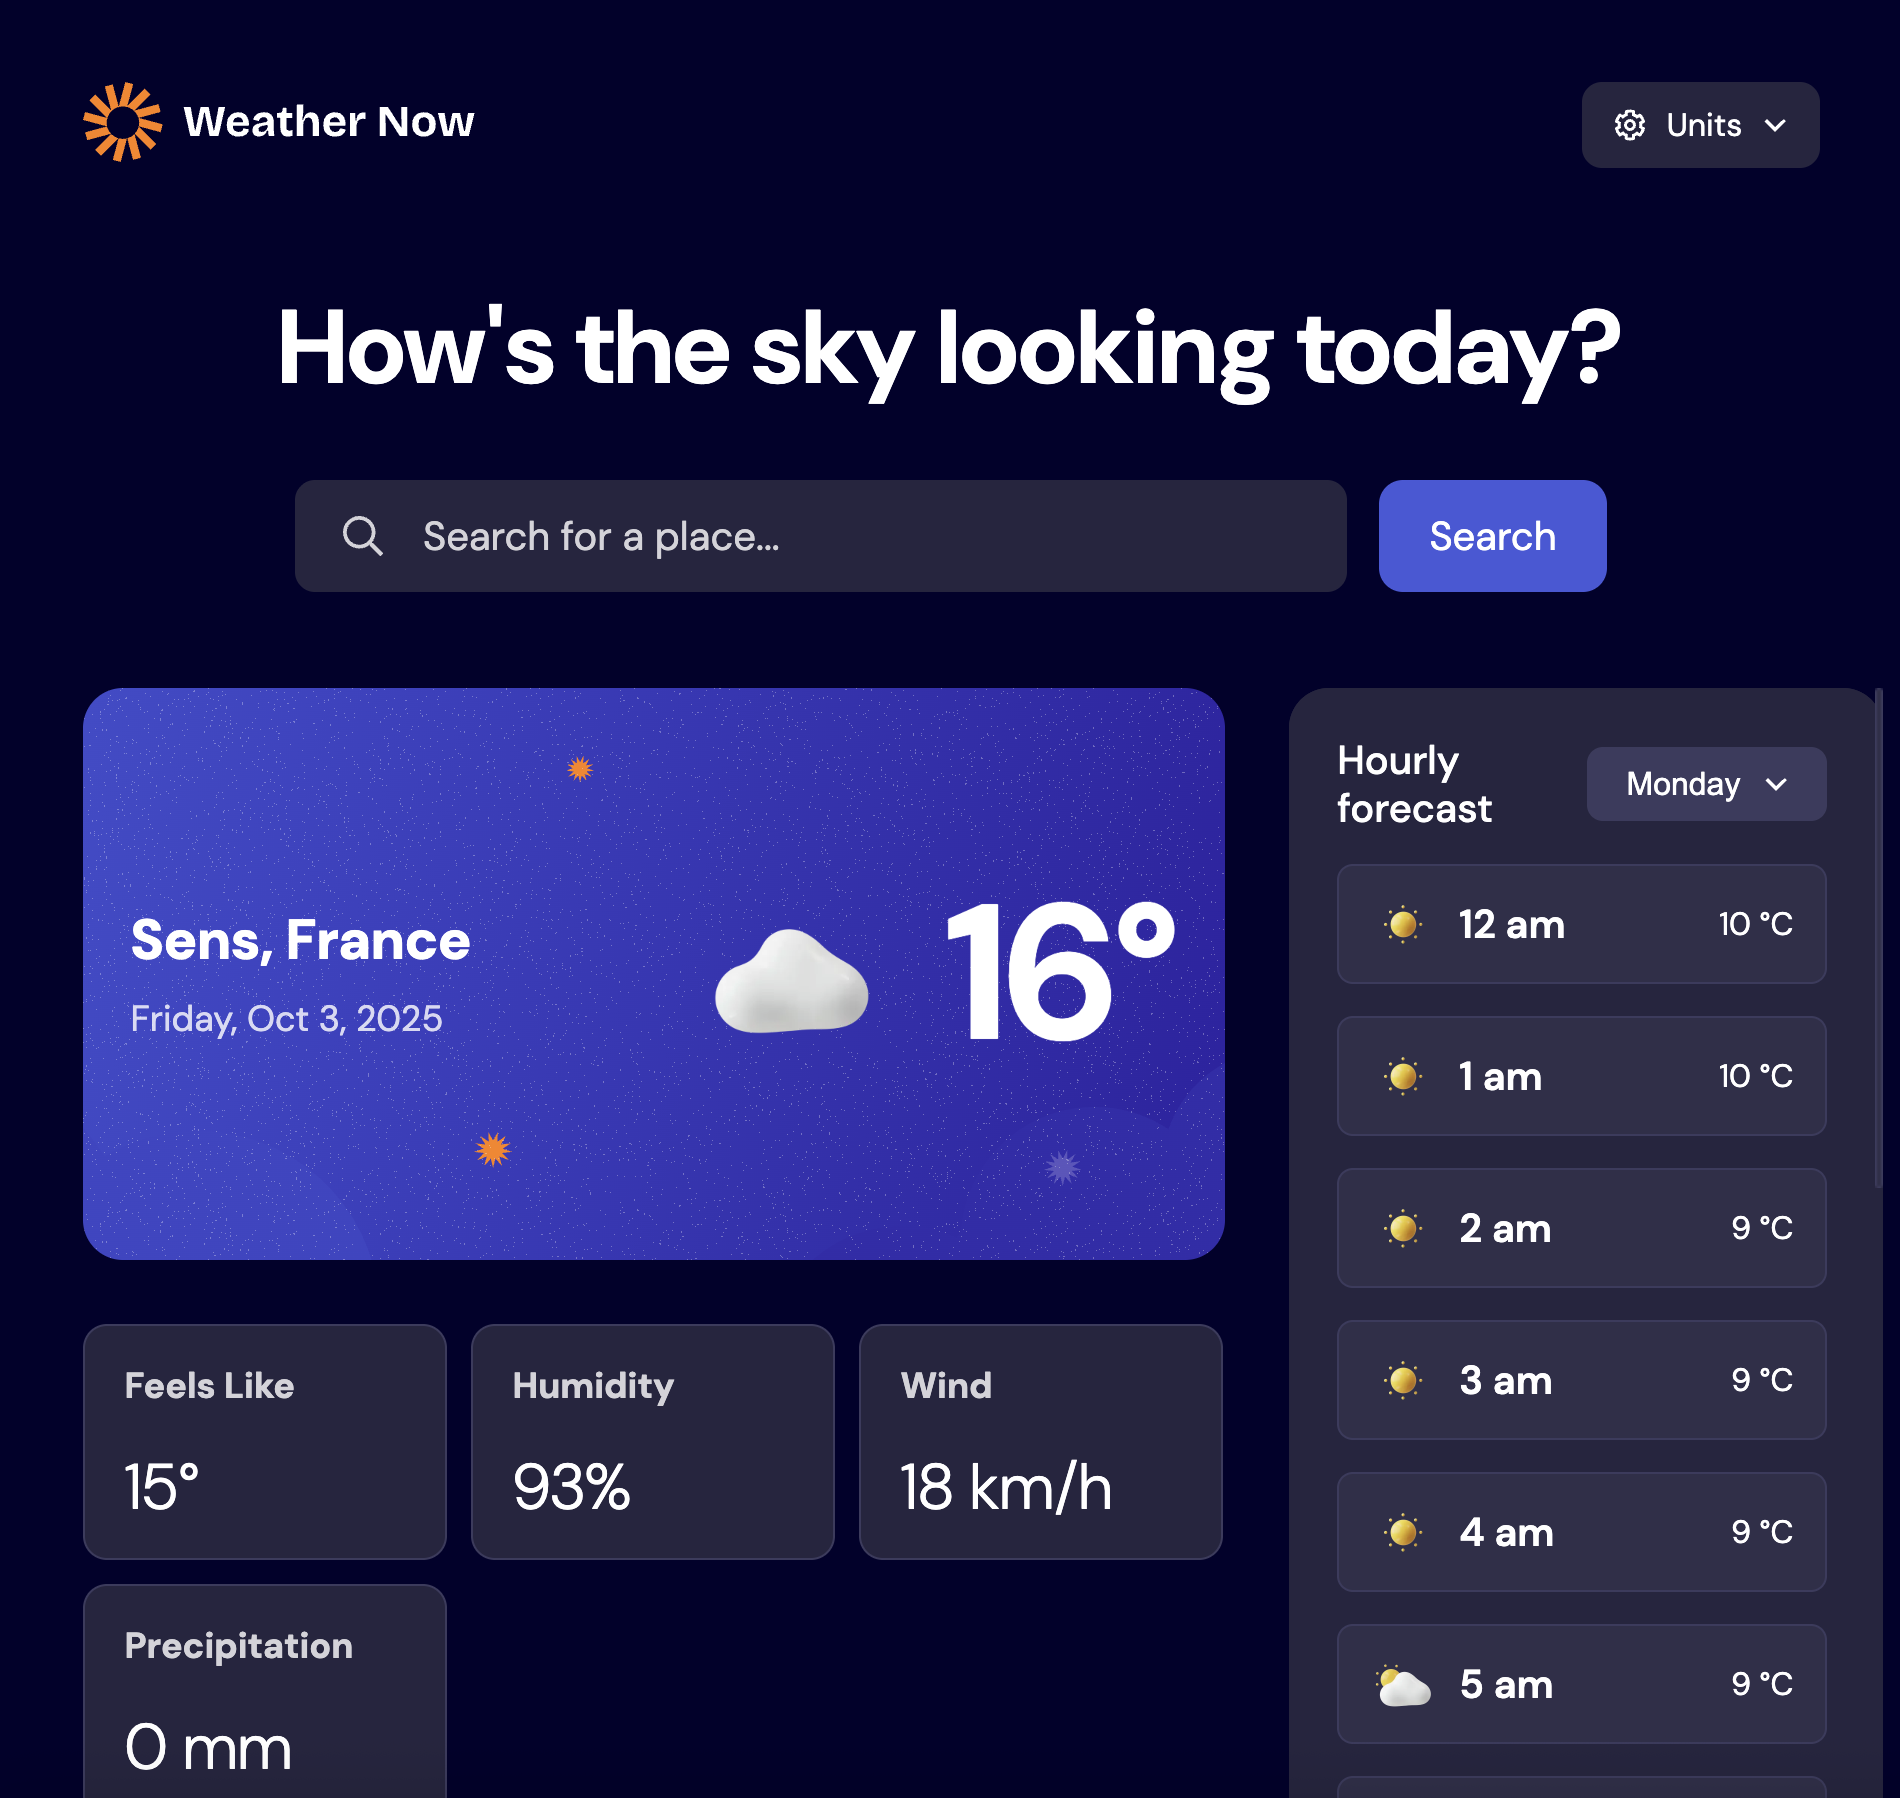 Weather Now
Units
How's the sky looking today?
Search for a place...
Search
Sens, France
Friday, Oct 3, 2025
16°
Feels Like
15°
Humidity
93%
Wind
18 km/h
Precipitation
0 mm
Hourly
forecast
Monday
12 am 10 °C
1 am 10 °C
2 am 9 °C
3 am 9 °C
4 am 9 °C
5 am 9 °C